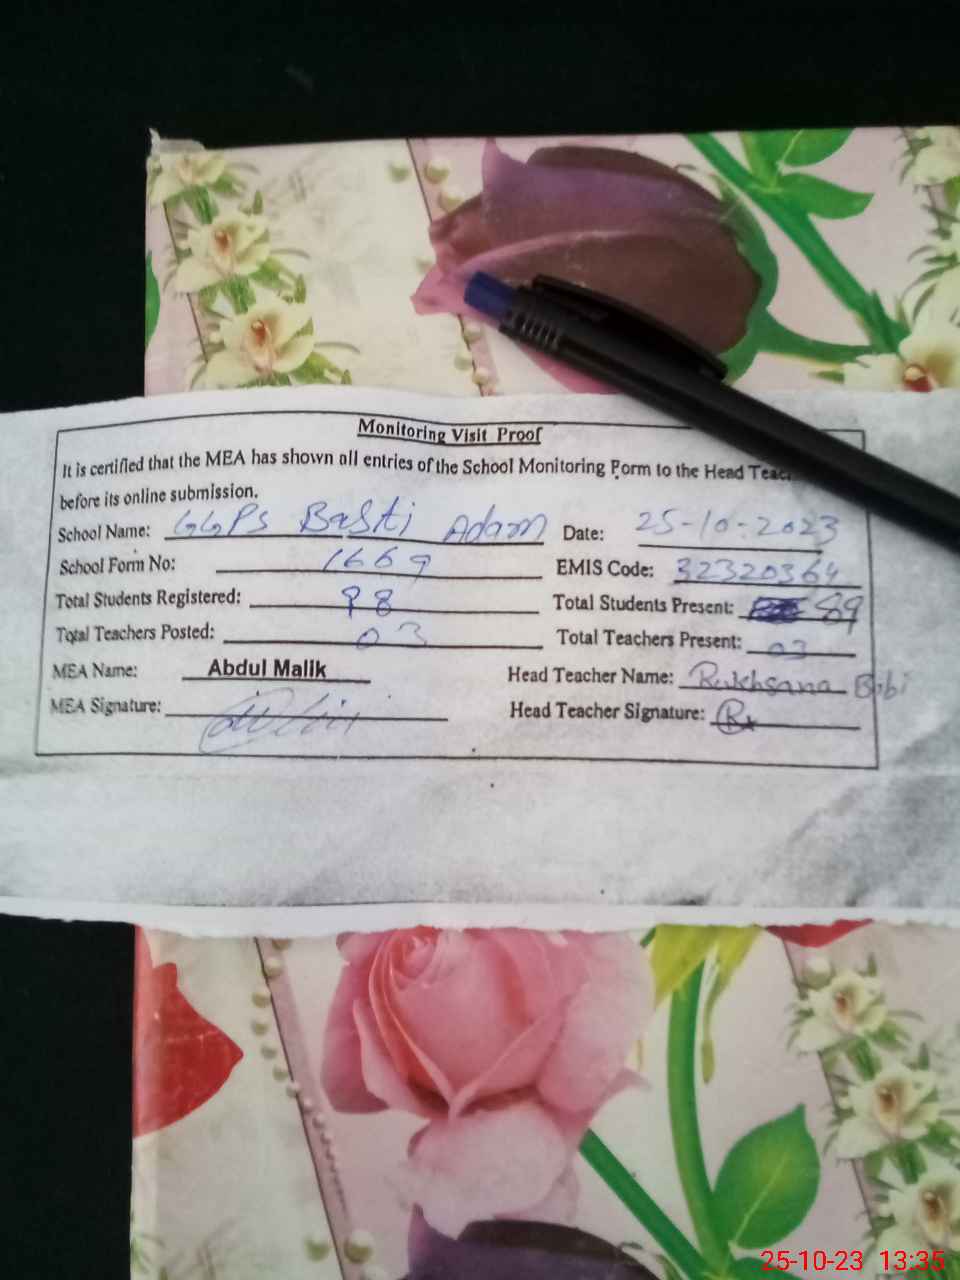 Monitoring Visit Proof
It is certified that the MEA has shown all entries of the School Monitoring Form to the Head
before its online submission.
School Name: GGPS Basti Adam Date: 25-10-2023
School Form No: 1669 EMIS Code: 32320364
Total Students Registered: 98 Total Students Present: 89
Total Teachers Posted: 03 Total Teachers Present: 03
MEA Name: Abdul Malik Head Teacher Name: Rukhsana Bibi
MEA Signature: Head Teacher Signature:
25-10-23 13:35